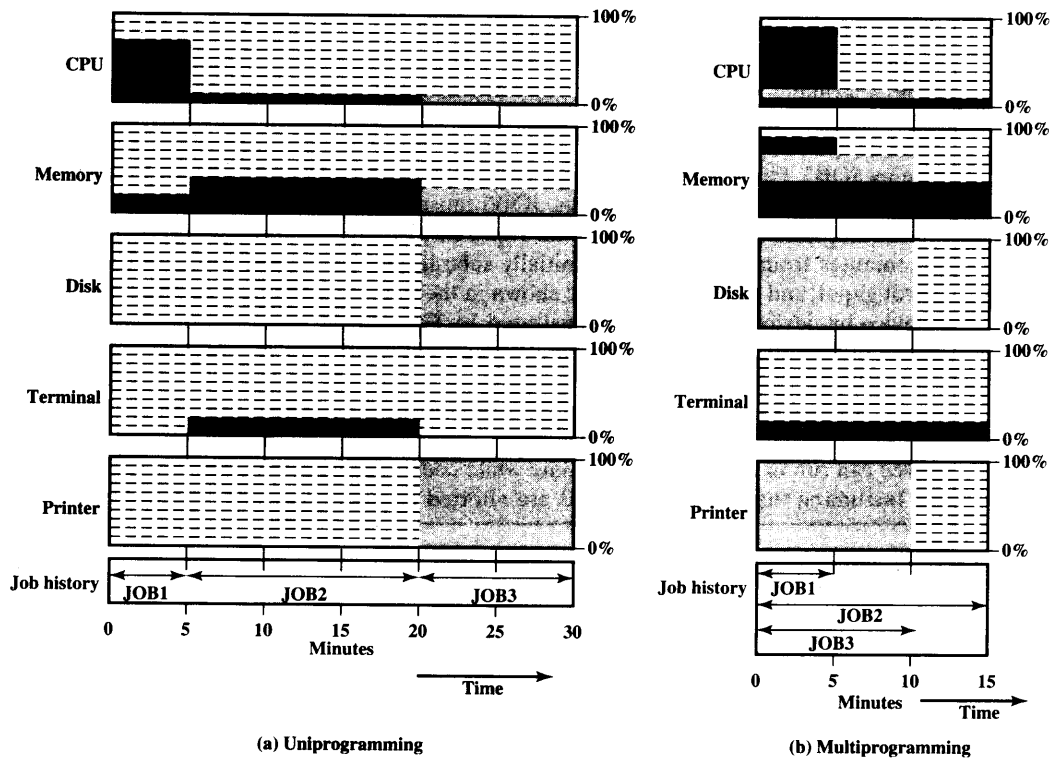 CPU
100%
0%
Memory
100%
0%
Disk
100%
0%
Terminal
100%
0%
Printer
100%
0%
Job history
JOB1
JOB2
JOB3
0
5
10
15
20
25
30
Minutes
Time
(a) Uniprogramming
CPU
100%
0%
Memory
100%
0%
Disk
100%
0%
Terminal
100%
0%
Printer
100%
0%
Job history
JOB1
JOB2
JOB3
0
5
10
15
Minutes
Time
(b) Multiprogramming